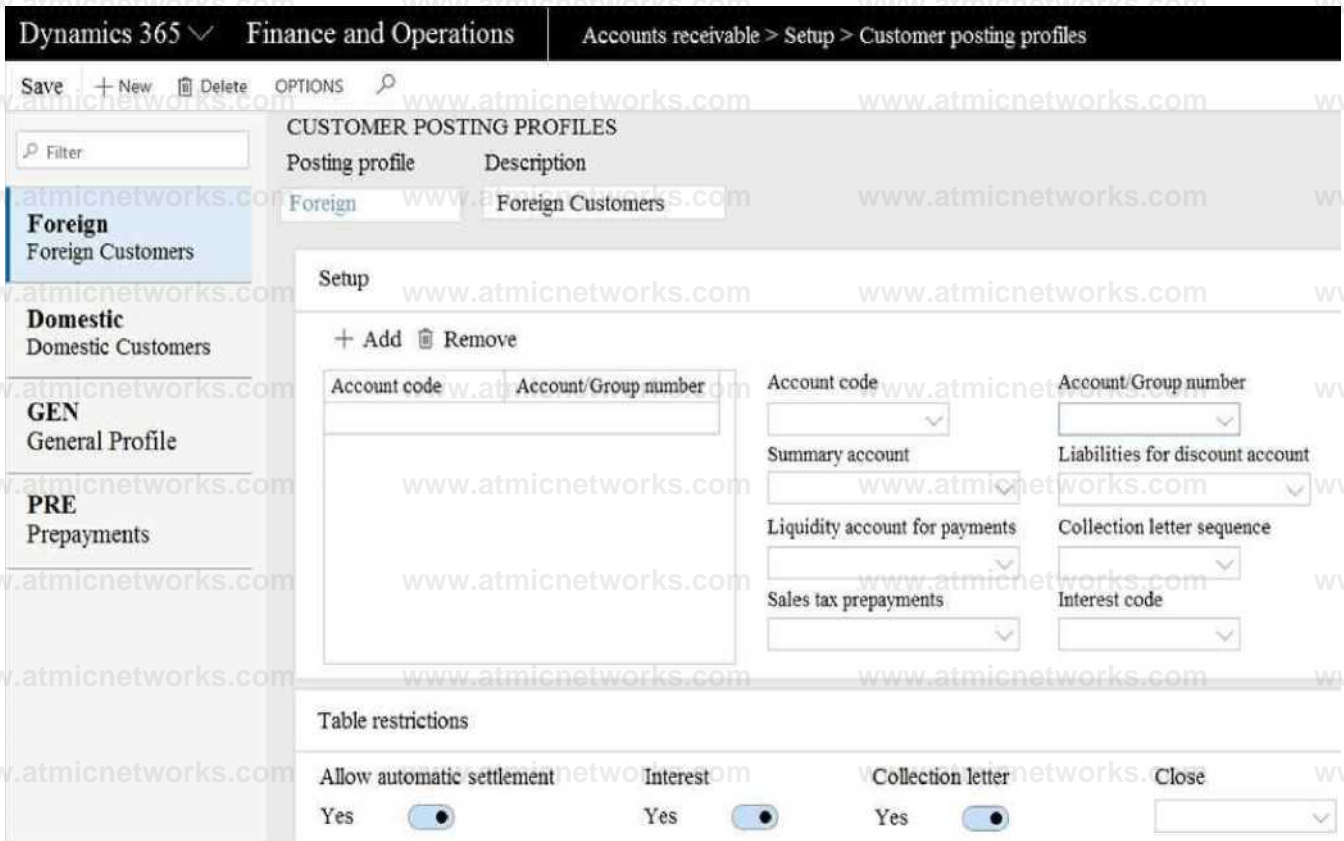 Dynamics 365 Finance and Operations Accounts receivable > Setup > Customer posting profiles
Save + New Delete OPTIONS
Filter
CUSTOMER POSTING PROFILES
Posting profile Description
Foreign Foreign Customers
Foreign
Foreign Customers
Domestic
Domestic Customers
GEN
General Profile
PRE
Prepayments
Setup
+ Add Remove
Account code Account/Group number
Account code Account/Group number
Summary account Liabilities for discount account
Liquidity account for payments Collection letter sequence
Sales tax prepayments Interest code
Table restrictions
Allow automatic settlement Interest Collection letter Close
Yes Yes Yes
www.atmicnetworks.com